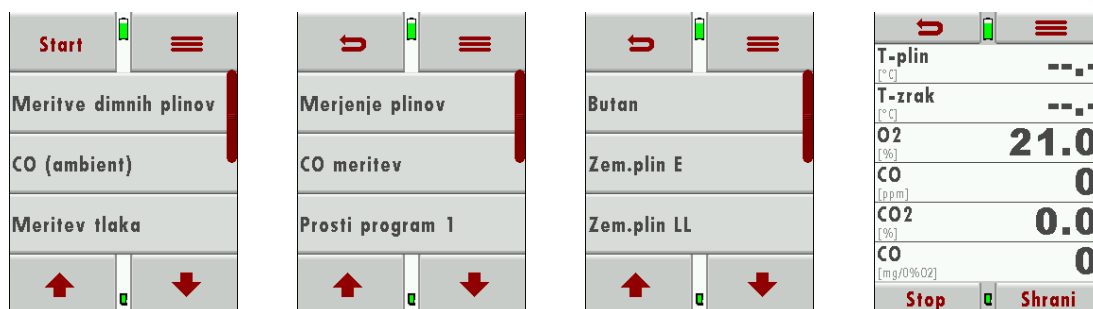 Start
Meritve dimnih plinov
CO (ambient)
Meritev tlaka
Merjenje plinov
CO meritev
Prosti program 1
Butan
Zem.plin E
Zem.plin LL
T-plin
[°C]
--.-
T-zrak
[°C]
--.-
O2
[%]
21.0
CO
[ppm]
0
CO2
[%]
0.0
CO
[mg/0%O2]
0
Stop
Shrani